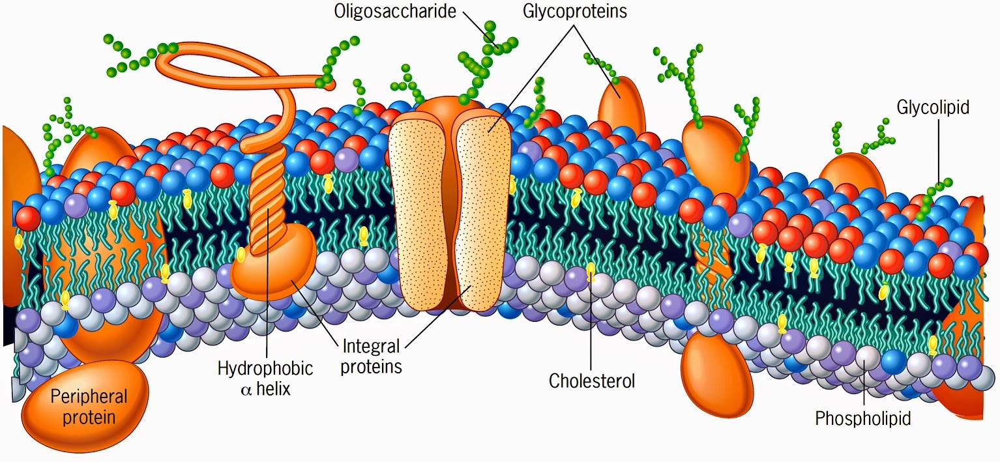 Oligosaccharide
Glycoproteins
Glycolipid
Hydrophobic
α helix
Integral
proteins
Cholesterol
Peripheral
protein
Phospholipid